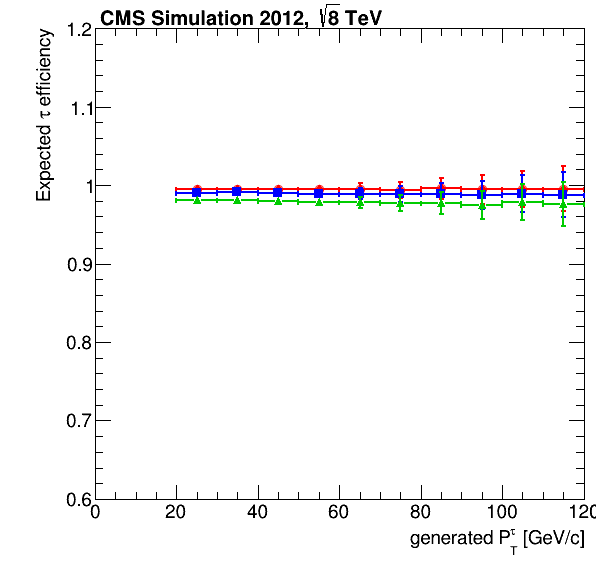 CMS Simulation 2012, √8 TeV
Expected τ efficiency
1.2
1.1
1
0.9
0.8
0.7
0.6
0 20 40 60 80 100 120
generated P_T^τ [GeV/c]